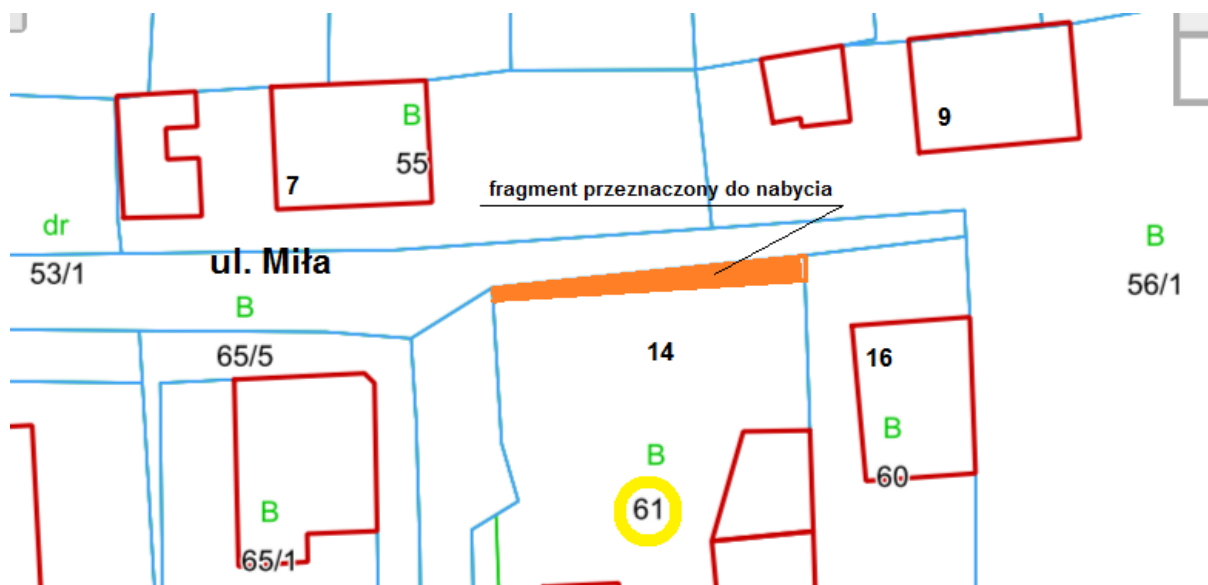 9
B
55
7
fragment przeznaczony do nabycia
dr
B
ul. Miła
53/1
56/1
B
65/5
14
16
B
B
60
61
B
65/1